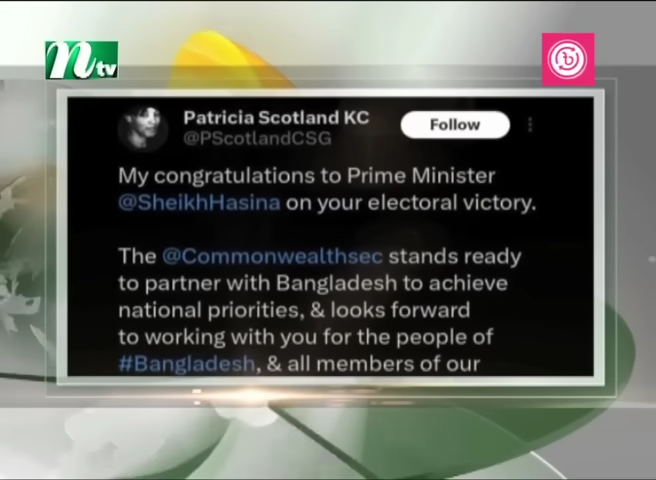 ntv
Patricia Scotland KC
@PScotlandCSG
Follow
My congratulations to Prime Minister
@SheikhHasina on your electoral victory.
The @Commonwealthsec stands ready
to partner with Bangladesh to achieve
national priorities, & looks forward
to working with you for the people of
#Bangladesh, & all members of our